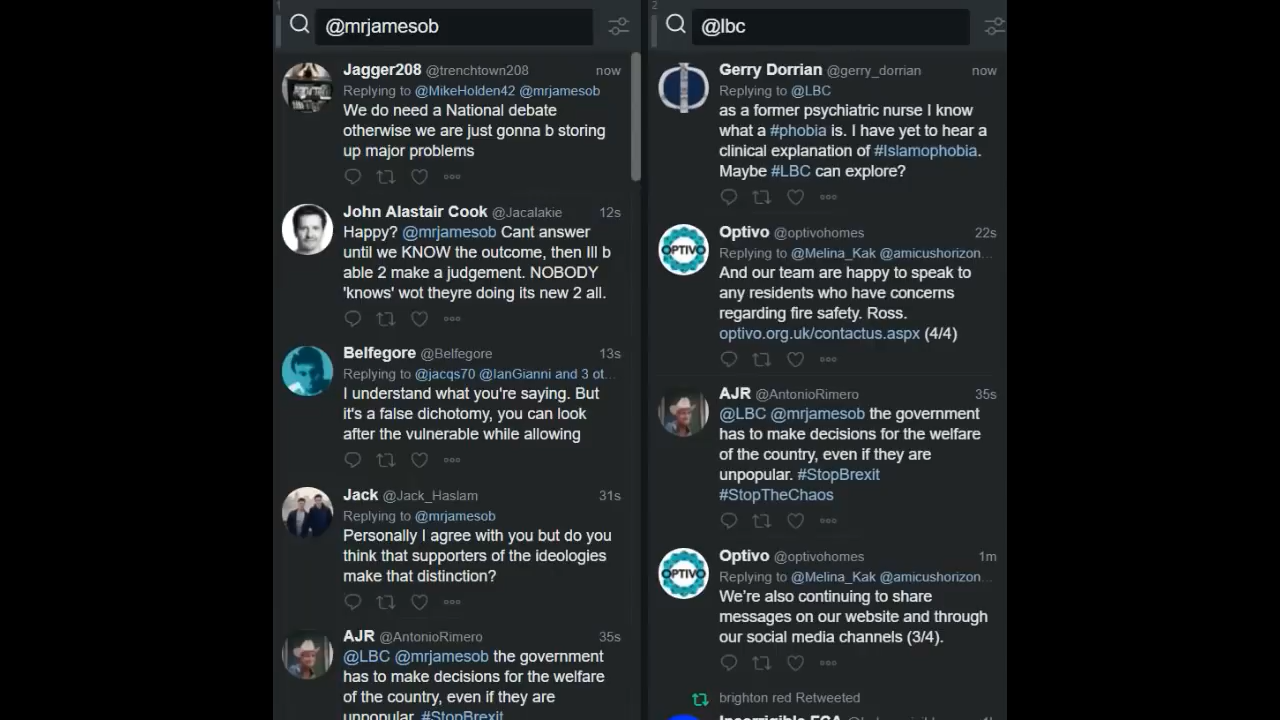 1
@mrjamesob
Jagger208 @trenchtown208 now
Replying to @MikeHolden42 @mrjamesob
We do need a National debate
otherwise we are just gonna b storing
up major problems
John Alastair Cook @Jacalakie 12s
Happy? @mrjamesob Cant answer
until we KNOW the outcome, then Ill b
able 2 make a judgement. NOBODY
'knows' wot theyre doing its new 2 all.
Belfegore @Belfegore 13s
Replying to @jacqs70 @IanGianni and 3 ot...
I understand what you're saying. But
it's a false dichotomy, you can look
after the vulnerable while allowing
Jack @Jack_Haslam 31s
Replying to @mrjamesob
Personally I agree with you but do you
think that supporters of the ideologies
make that distinction?
AJR @AntonioRimero 35s
@LBC @mrjamesob the government
has to make decisions for the welfare
of the country, even if they are
unpopular. #StopBrexit
2
@lbc
Gerry Dorrian @gerry_dorrian now
Replying to @LBC
as a former psychiatric nurse I know
what a #phobia is. I have yet to hear a
clinical explanation of #Islamophobia.
Maybe #LBC can explore?
Optivo @optivohomes 22s
Replying to @Melina_Kak @amicushorizon...
And our team are happy to speak to
any residents who have concerns
regarding fire safety. Ross.
optivo.org.uk/contactus.aspx (4/4)
OPTIVO
AJR @AntonioRimero 35s
@LBC @mrjamesob the government
has to make decisions for the welfare
of the country, even if they are
unpopular. #StopBrexit
#StopTheChaos
Optivo @optivohomes 1m
Replying to @Melina_Kak @amicushorizon...
We're also continuing to share
messages on our website and through
our social media channels (3/4).
OPTIVO
brighton red Retweeted